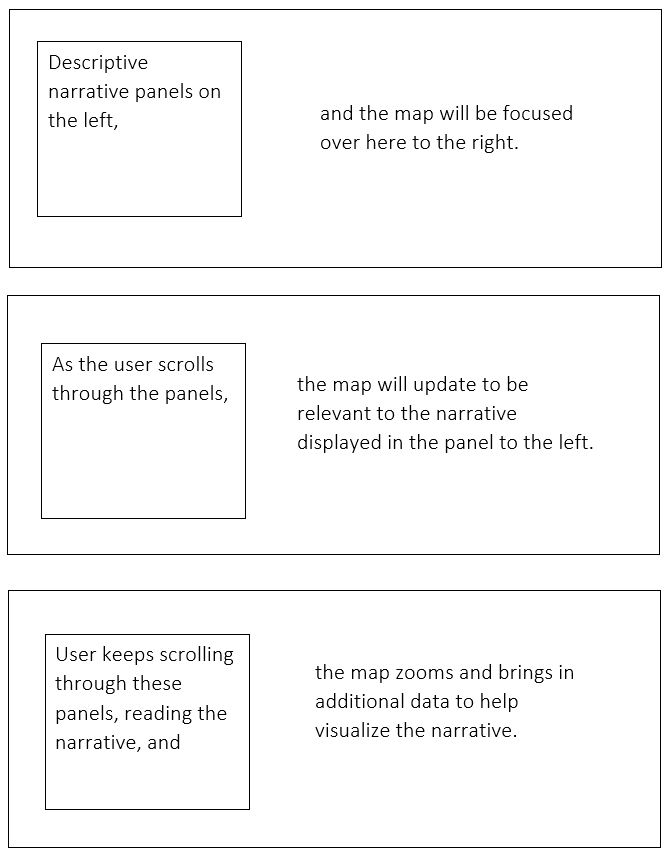 Descriptive
narrative panels on
the left,
and the map will be focused
over here to the right.
As the user scrolls
through the panels,
the map will update to be
relevant to the narrative
displayed in the panel to the left.
User keeps scrolling
through these
panels, reading the
narrative, and
the map zooms and brings in
additional data to help
visualize the narrative.